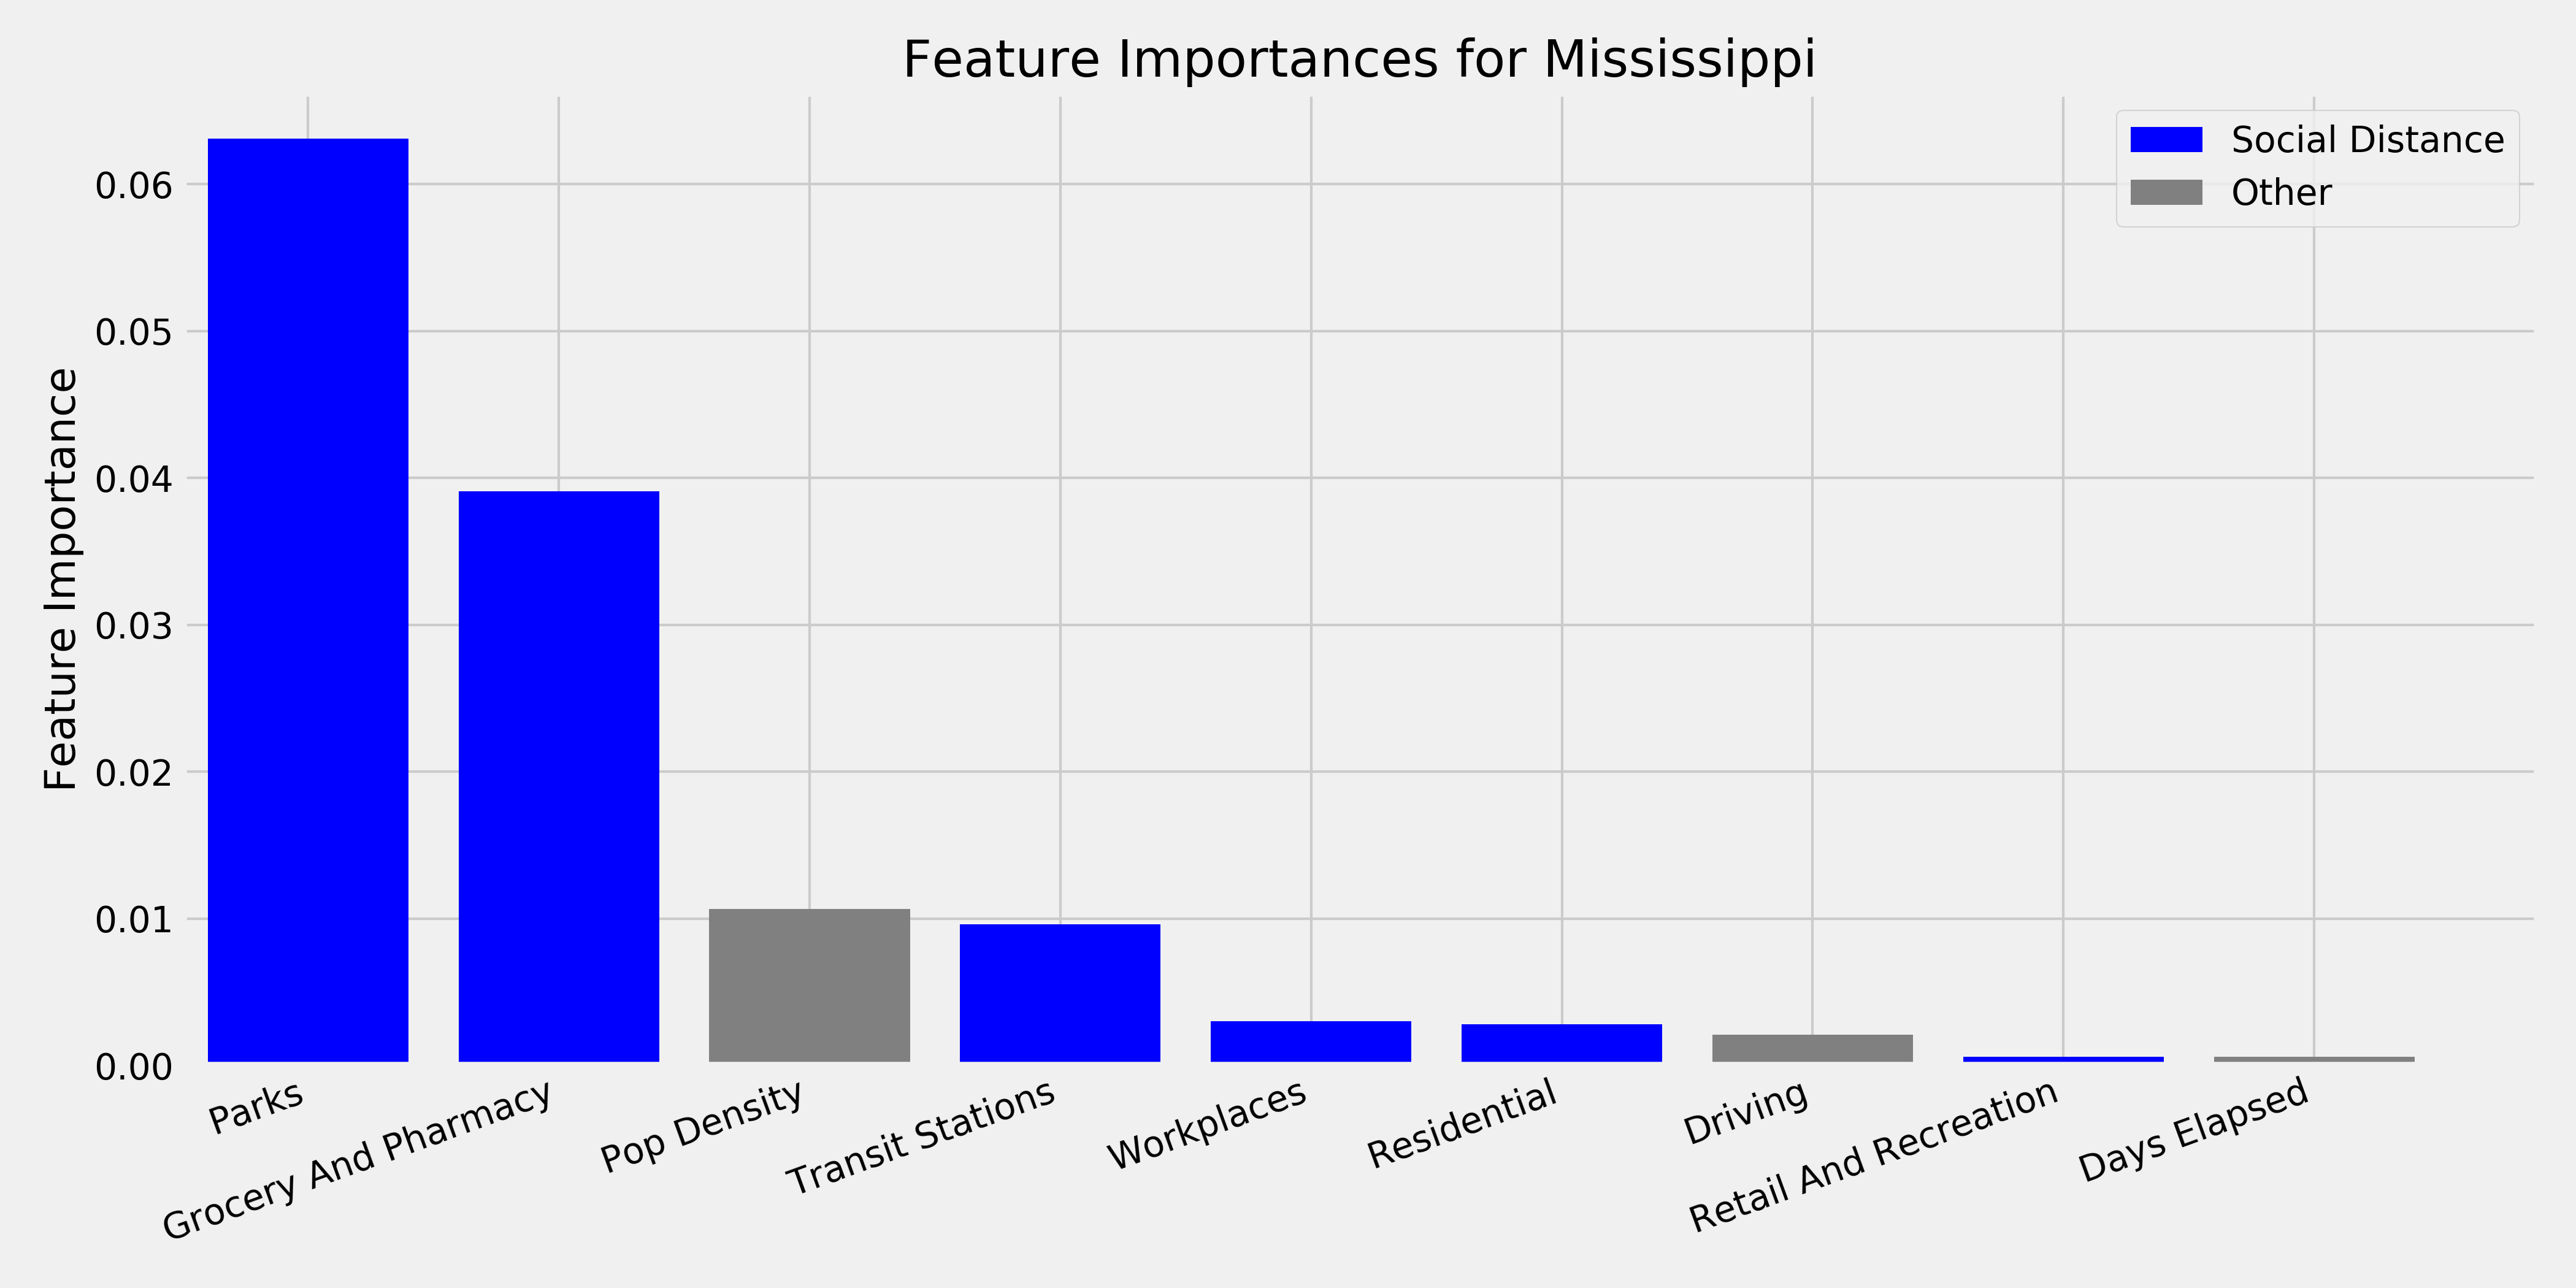 Feature Importances for Mississippi
Social Distance
Other
Feature Importance
0.06
0.05
0.04
0.03
0.02
0.01
0.00
Parks
Grocery And Pharmacy
Pop Density
Transit Stations
Workplaces
Residential
Driving
Retail And Recreation
Days Elapsed